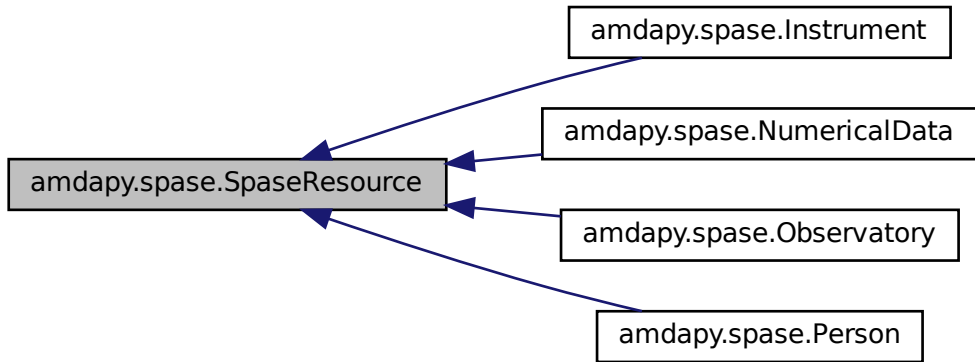 amdapy.spase.Instrument
amdapy.spase.NumericalData
amdapy.spase.SpaseResource
amdapy.spase.Observatory
amdapy.spase.Person